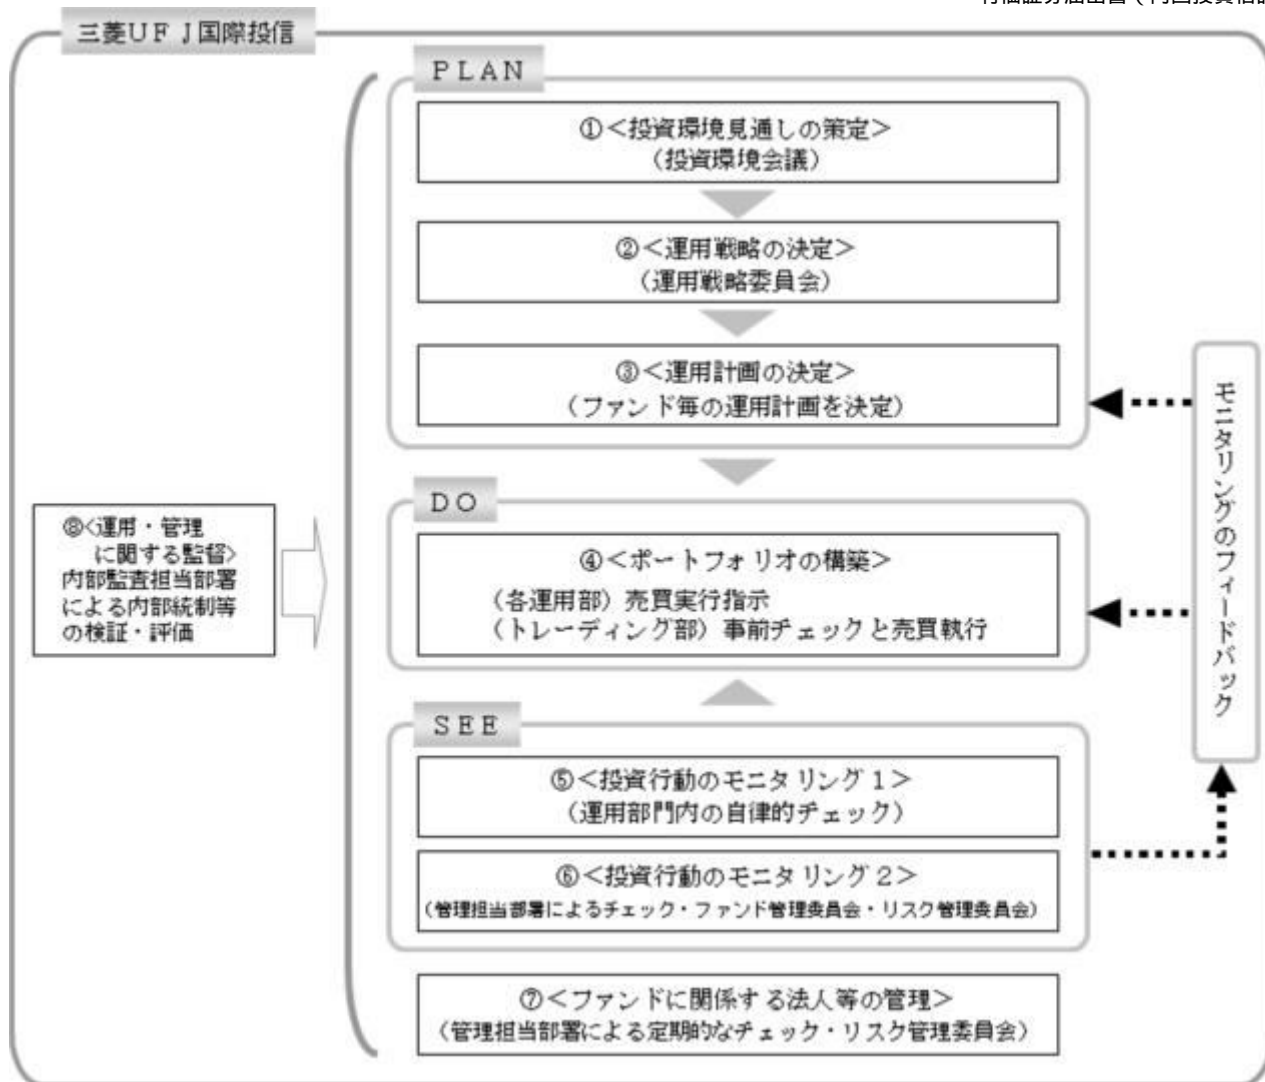 三菱UFJ国際投信
PLAN
①＜投資環境見通しの策定＞
（投資環境会議）
②＜運用戦略の決定＞
（運用戦略委員会）
③＜運用計画の決定＞
（ファンド毎の運用計画を決定）
DO
④＜ポートフォリオの構築＞
（各運用部）売買実行指示
（トレーディング部）事前チェックと売買執行
SEE
⑤＜投資行動のモニタリング１＞
（運用部門内の自律的チェック）
⑥＜投資行動のモニタリング２＞
（管理担当部署によるチェック・ファンド管理委員会・リスク管理委員会）
⑦＜ファンドに関係する法人等の管理＞
（管理担当部署による定期的なチェック・リスク管理委員会）
⑧＜運用・管理
に関する監督＞
内部監査担当部署
による内部統制等
の検証・評価
モニタリングのフィードバック